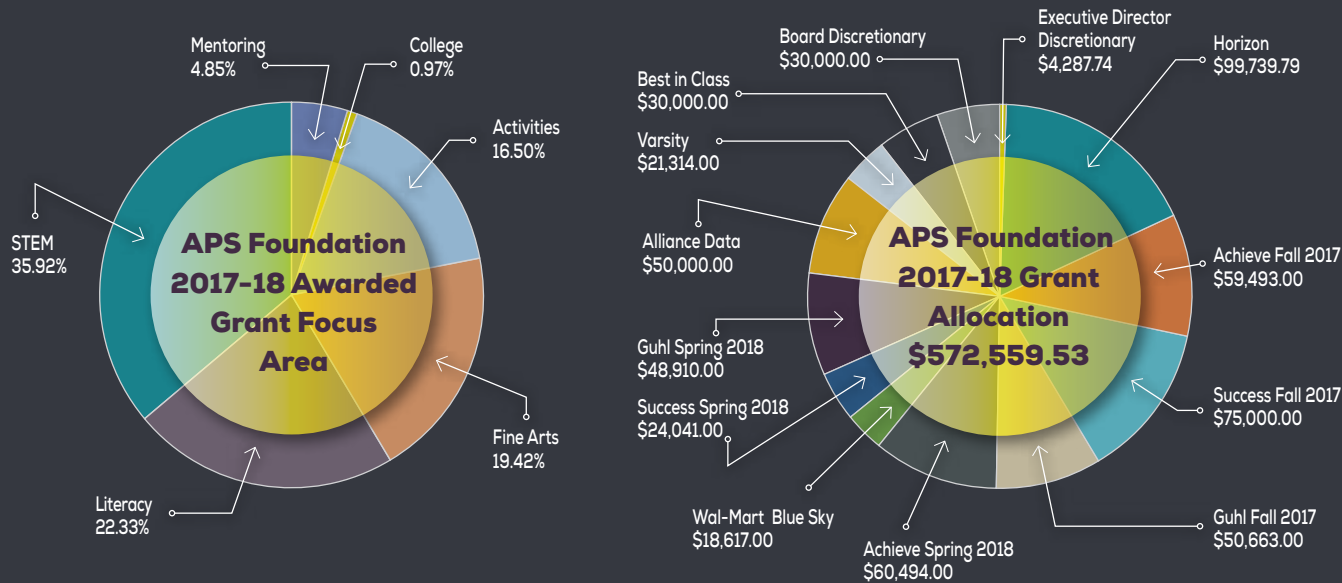 Mentoring
4.85%
College
0.97%
Activities
16.50%
STEM
35.92%
APS Foundation
2017-18 Awarded
Grant Focus
Area
Fine Arts
19.42%
Literacy
22.33%
Executive Director
Discretionary
$4,287.74
Board Discretionary
$30,000.00
Horizon
$99,739.79
Best in Class
$30,000.00
Varsity
$21,314.00
Alliance Data
$50,000.00
APS Foundation
2017-18 Grant
Allocation
$572,559.53
Achieve Fall 2017
$59,493.00
Guhl Spring 2018
$48,910.00
Success Spring 2018
$24,041.00
Success Fall 2017
$75,000.00
Wal-Mart Blue Sky
$18,617.00
Achieve Spring 2018
$60,494.00
Guhl Fall 2017
$50,663.00